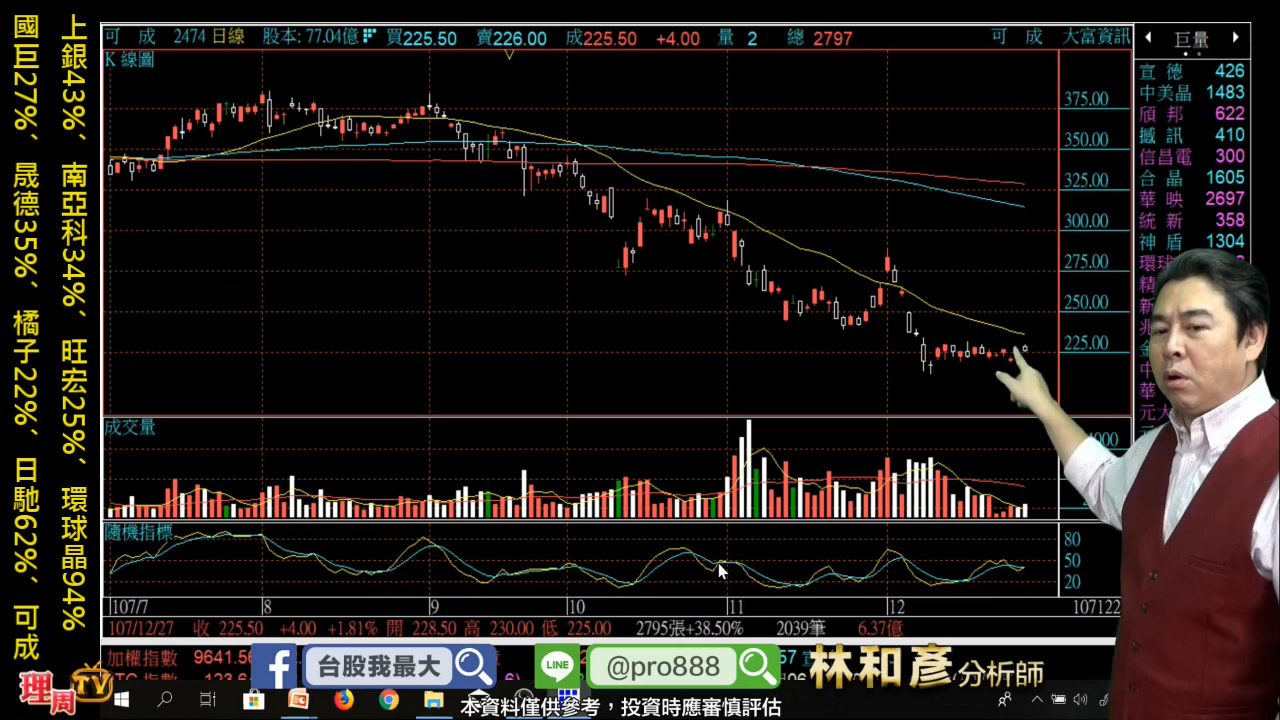 上銀43%、南亞科34%、旺宏25%、環球晶94%
國巨27%、晟德35%、橘子22%、日馳62%、可成
可 成 2474 日線 股本: 77.04億 買225.50 賣226.00 成225.50 +4.00 量 2 總 2797 可 成 大富資訊
K 線圖
375.00
350.00
325.00
300.00
275.00
250.00
225.00
成交量
隨機指標
80
50
20
107/7 8 9 10 11 12 107122
107/12/27 收 225.50 +4.00 +1.81% 開 228.50 高 230.00 低 225.00 2795張+38.50% 2039筆 6.37億
巨量
宣 德 426
中美晶 1483
頎 邦 622
撼 訊 410
信昌電 300
合 晶 1605
華 映 2697
統 新 358
神 盾 1304
加權指數 9641.56
台股我最大
LINE
@pro888
林和彥分析師
理周TV
本資料僅供參考，投資時應審慎評估